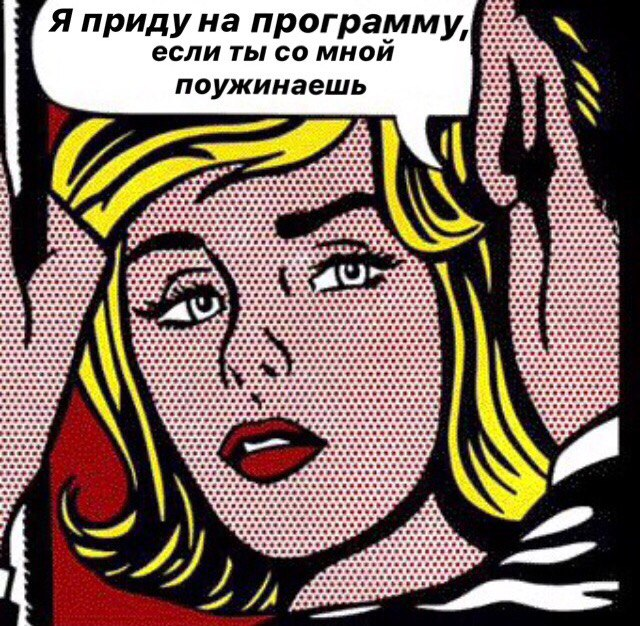 Я приду на программу,
если ты со мной
поужинаешь